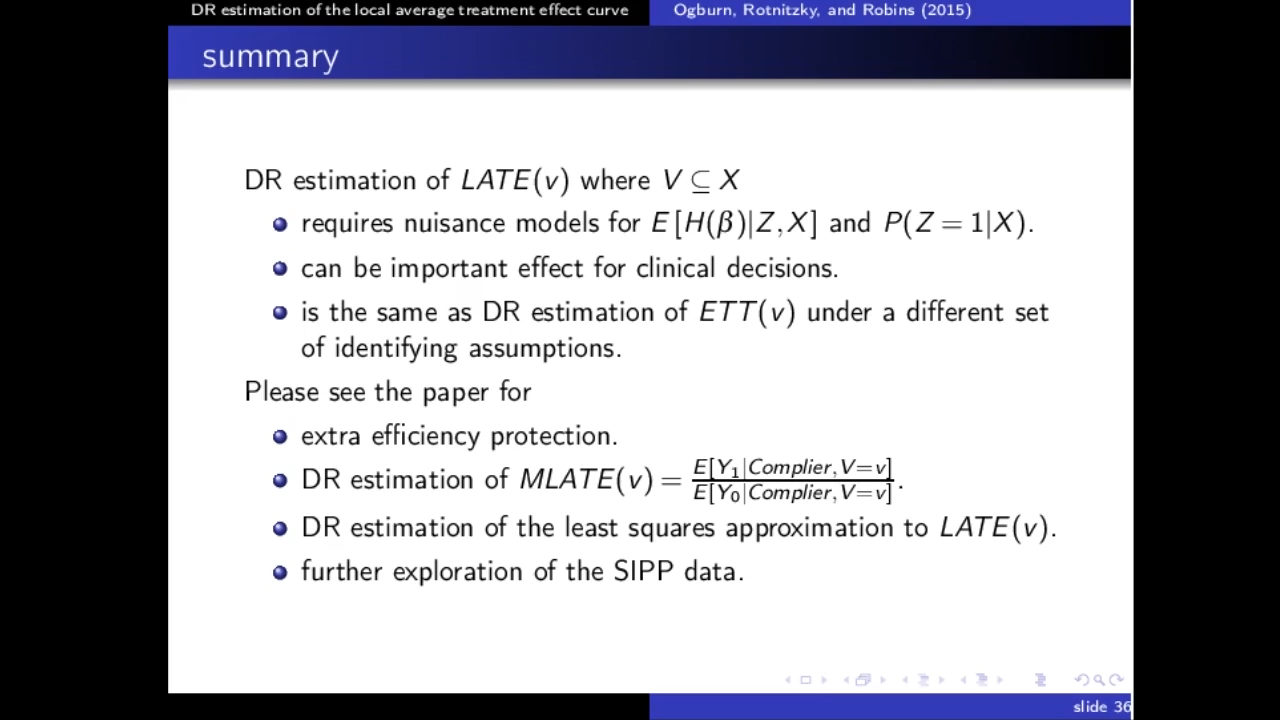 DR estimation of the local average treatment effect curve Ogburn, Rotnitzky, and Robins (2015)
summary
DR estimation of LATE(v) where V ⊆ X
requires nuisance models for E[H(β)|Z,X] and P(Z = 1|X).
can be important effect for clinical decisions.
is the same as DR estimation of ETT(v) under a different set
of identifying assumptions.
Please see the paper for
extra efficiency protection.
DR estimation of MLATE(v) = E[Y₁|Complier,V=v] / E[Y₀|Complier,V=v].
DR estimation of the least squares approximation to LATE(v).
further exploration of the SIPP data.
slide 36